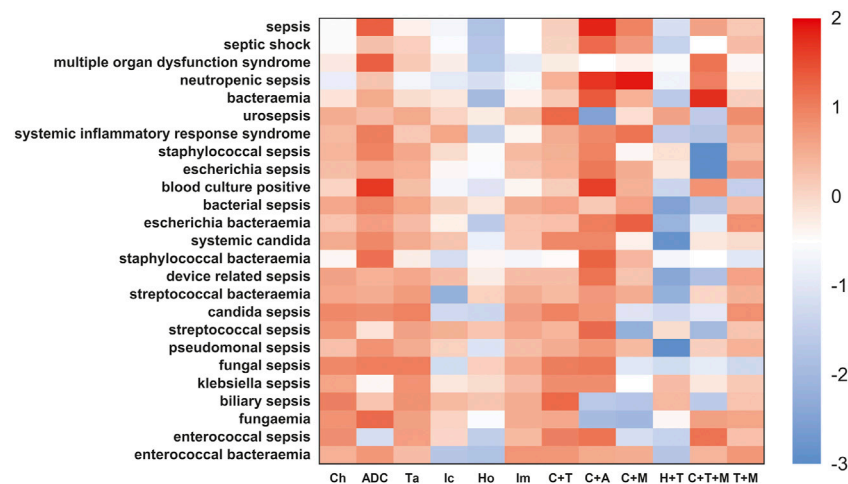 sepsis
septic shock
multiple organ dysfunction syndrome
neutropenic sepsis
bacteraemia
urosepsis
systemic inflammatory response syndrome
staphylococcal sepsis
escherichia sepsis
blood culture positive
bacterial sepsis
escherichia bacteraemia
systemic candida
staphylococcal bacteraemia
device related sepsis
streptococcal bacteraemia
candida sepsis
streptococcal sepsis
pseudomonal sepsis
fungal sepsis
klebsiella sepsis
biliary sepsis
fungaemia
enterococcal sepsis
enterococcal bacteraemia
Ch ADC Ta Ic Ho Im C+T C+A C+M H+T C+T+M T+M
2
1
0
-1
-2
-3